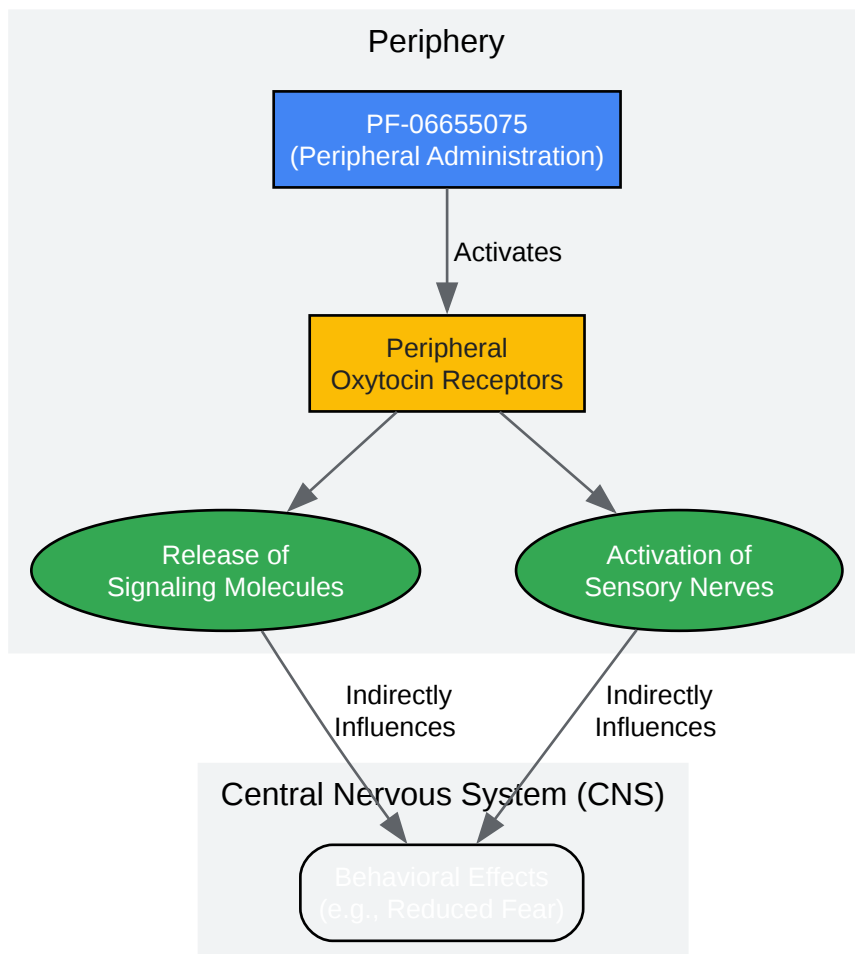 Periphery
PF-06655075
(Peripheral Administration)
Activates
Peripheral
Oxytocin Receptors
Release of
Signaling Molecules
Activation of
Sensory Nerves
Indirectly
Influences
Indirectly
Influences
Central Nervous System (CNS)
Behavioral Effects
(e.g., Reduced Fear)